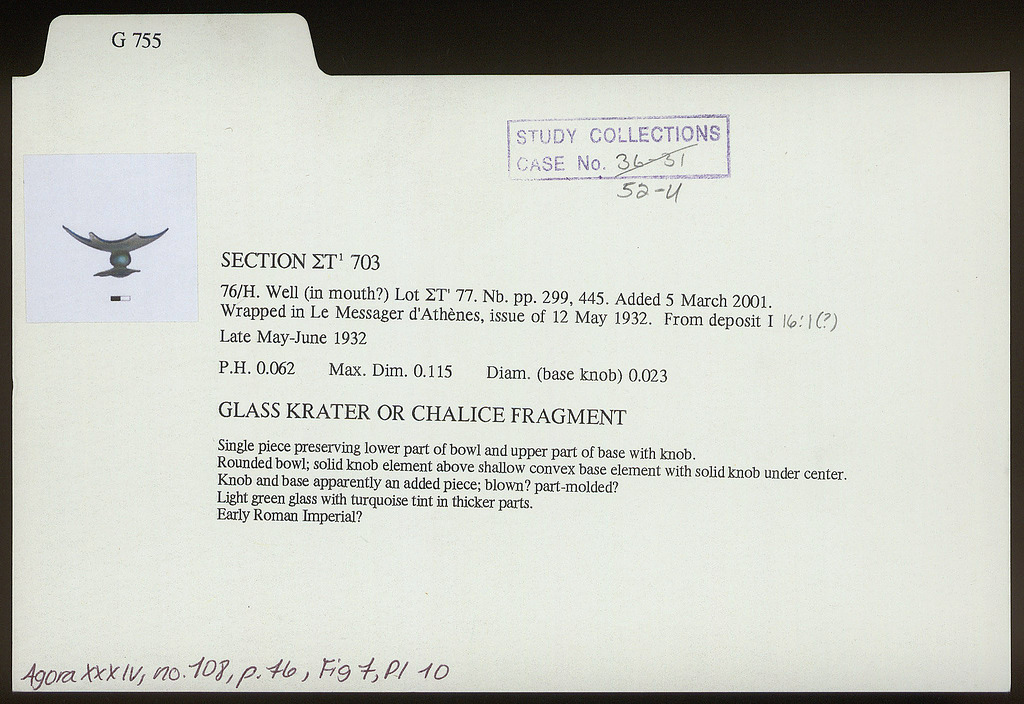 G 755
STUDY COLLECTIONS
CASE No. 36-31
52-4
SECTION ΣT¹ 703
76/H. Well (in mouth?) Lot ΣT' 77. Nb. pp. 299, 445. Added 5 March 2001.
Wrapped in Le Messager d'Athènes, issue of 12 May 1932. From deposit I 16:1(?)
Late May-June 1932
P.H. 0.062 Max. Dim. 0.115 Diam. (base knob) 0.023
GLASS KRATER OR CHALICE FRAGMENT
Single piece preserving lower part of bowl and upper part of base with knob.
Rounded bowl; solid knob element above shallow convex base element with solid knob under center.
Knob and base apparently an added piece; blown? part-molded?
Light green glass with turquoise tint in thicker parts.
Early Roman Imperial?
Agora XXXIV, no. 108, p. 76, Fig 7, Pl 10